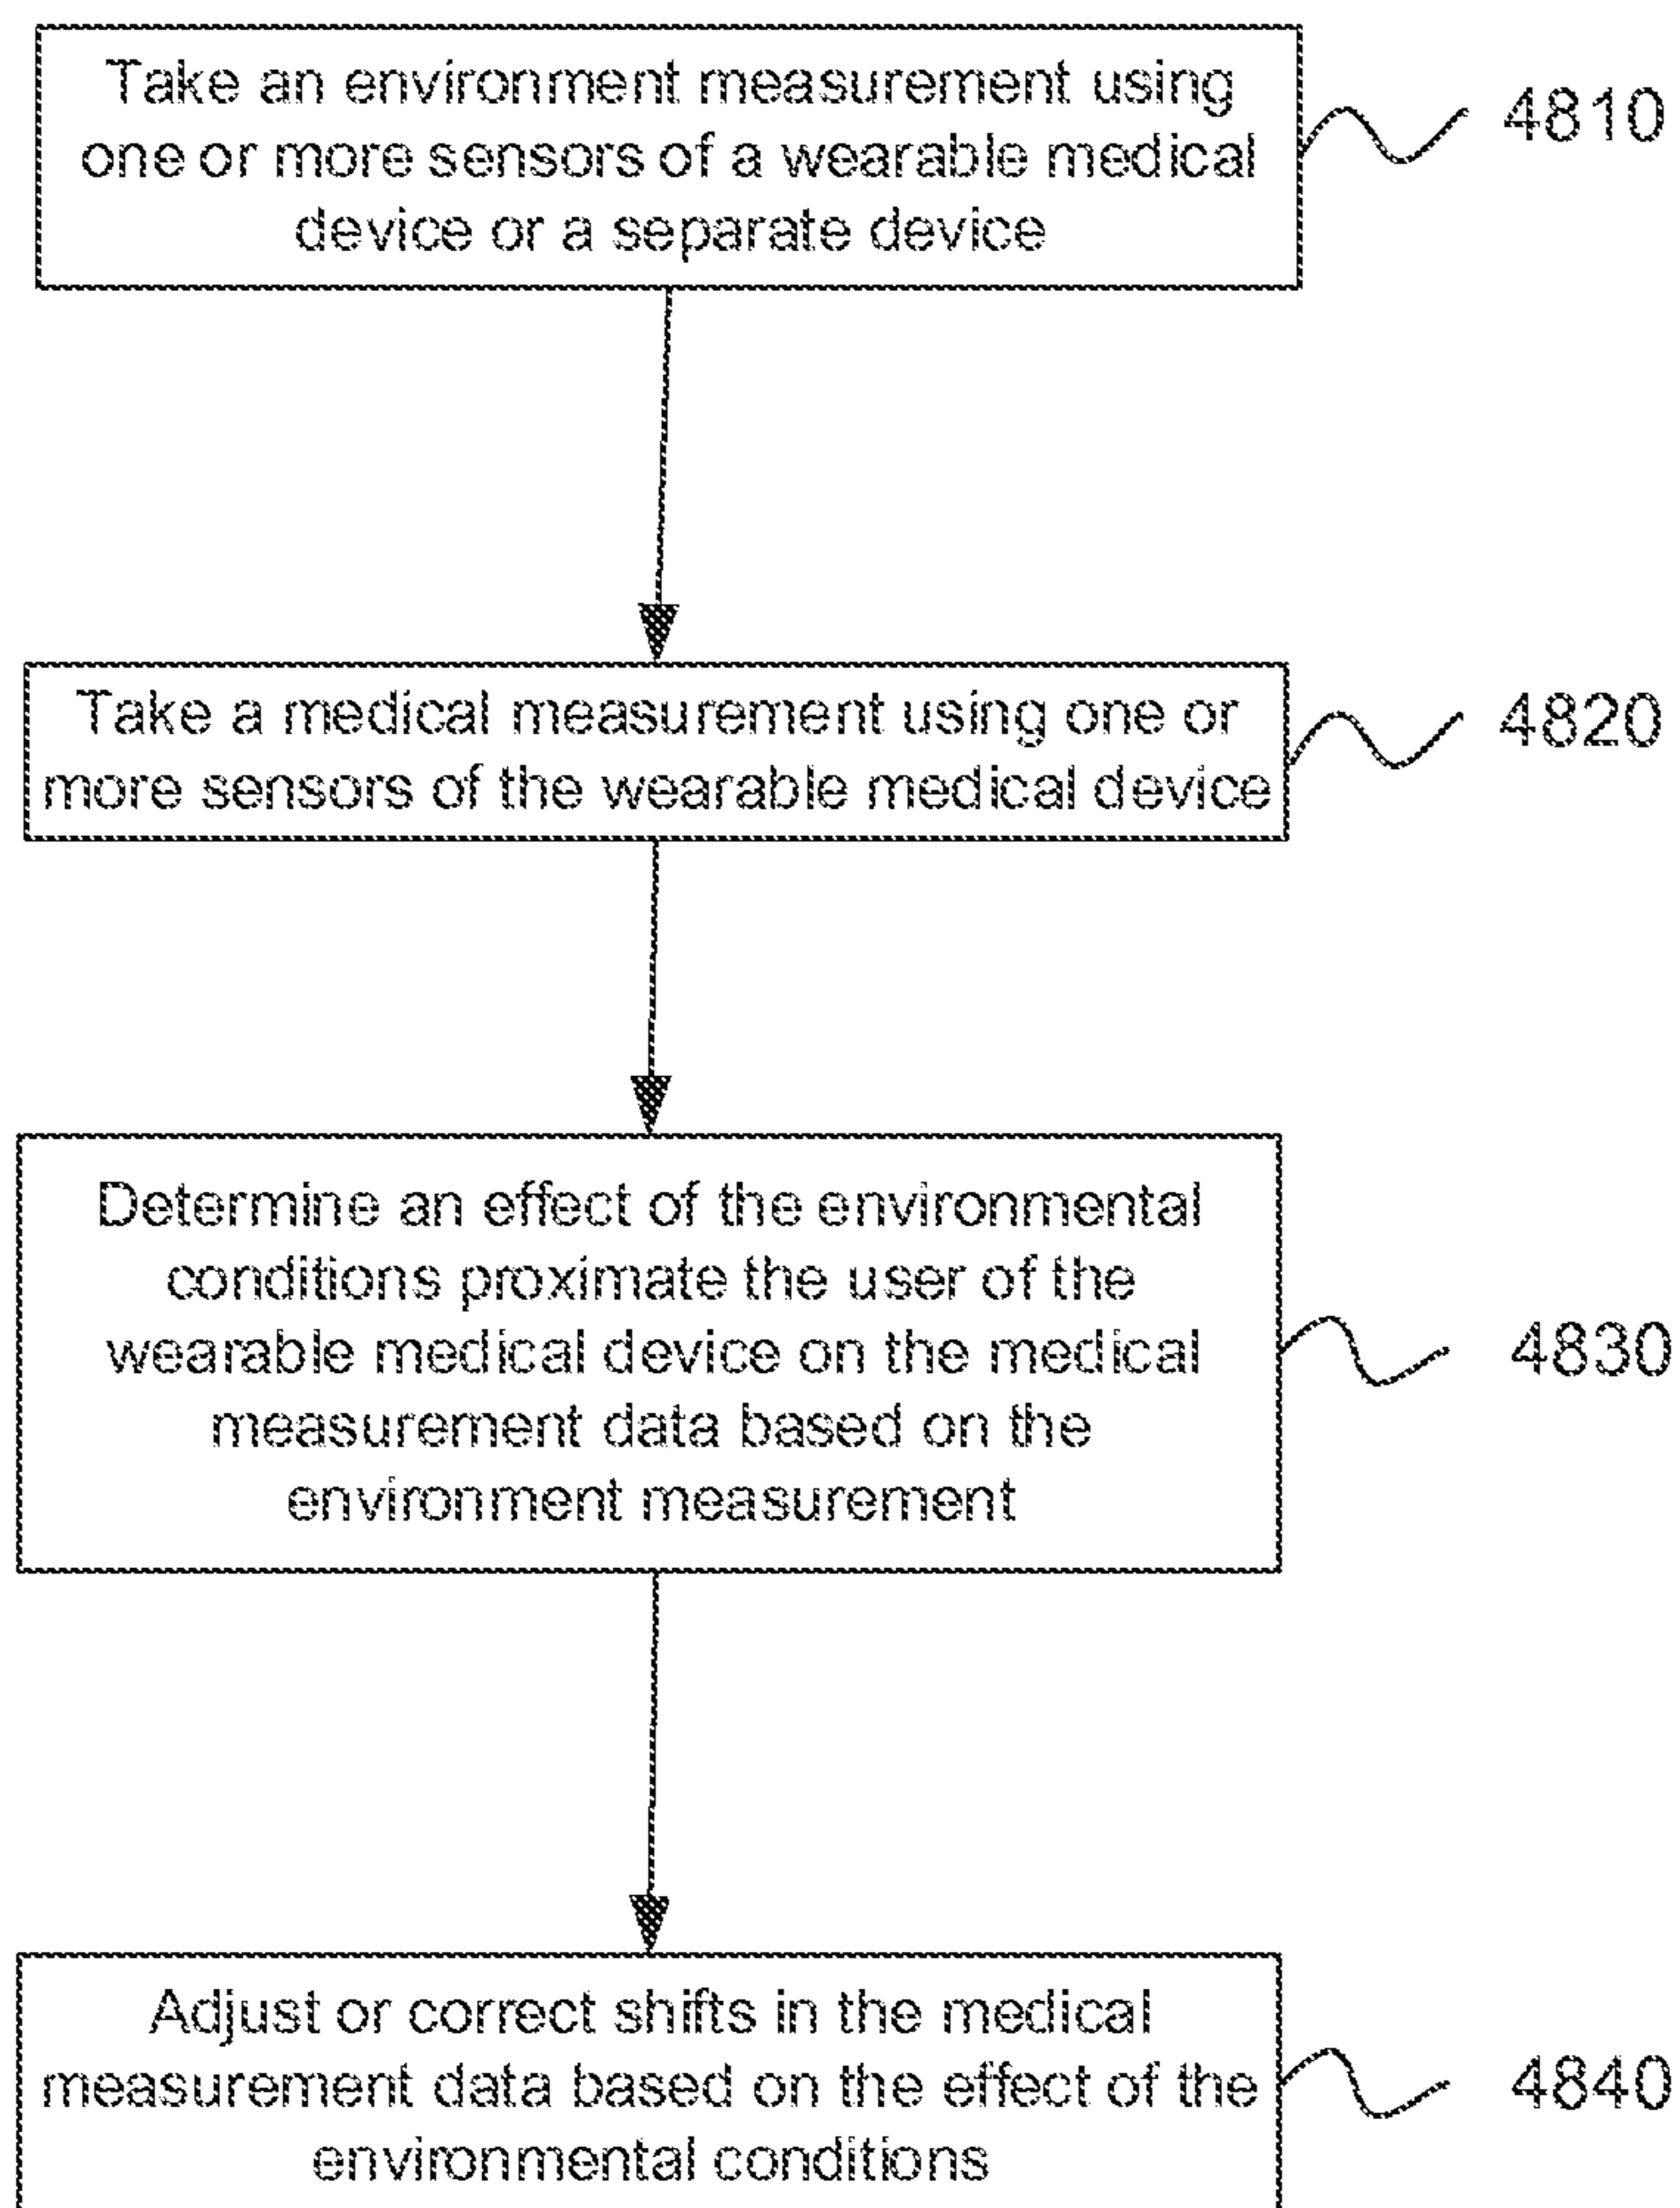 Take an environment measurement using
one or more sensors of a wearable medical
device or a separate device
4810
Take a medical measurement using one or
more sensors of the wearable medical device
4820
Determine an effect of the environmental
conditions proximate the user of the
wearable medical device on the medical
measurement data based on the
environment measurement
4830
Adjust or correct shifts in the medical
measurement data based on the effect of the
environmental conditions
4840